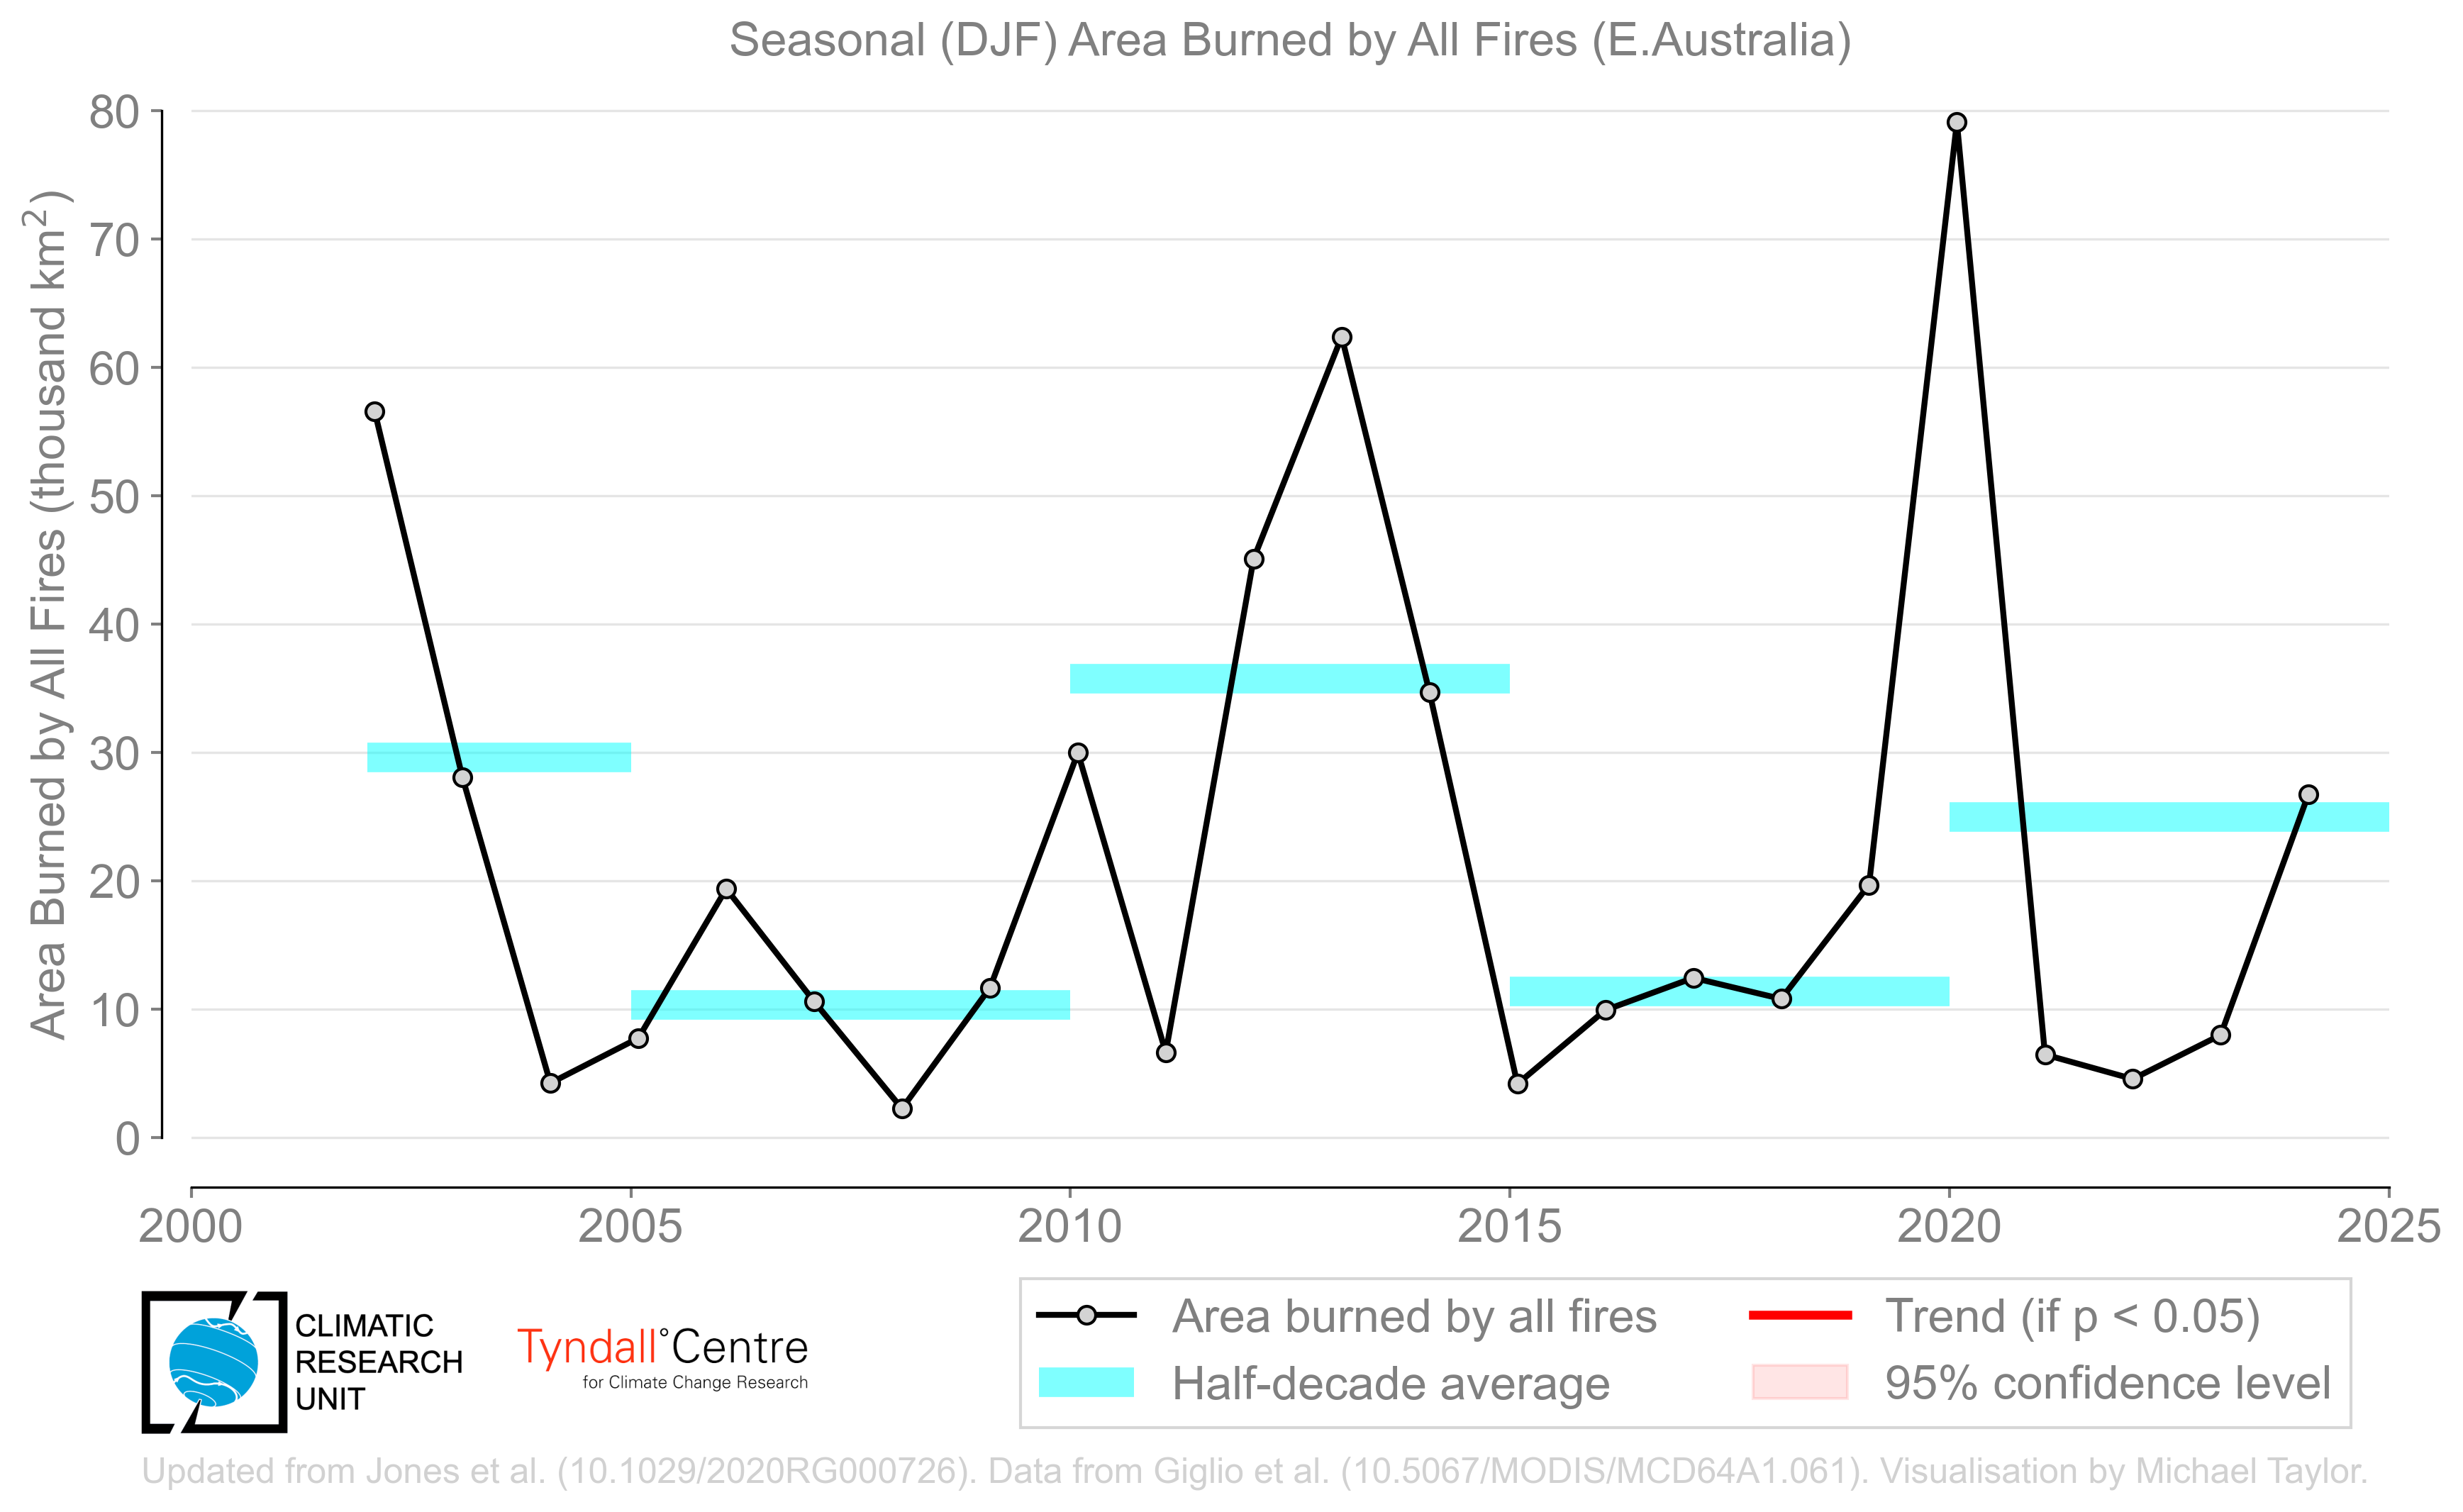 Seasonal (DJF) Area Burned by All Fires (E.Australia)
Area Burned by All Fires (thousand km²)
80
70
60
50
40
30
20
10
0
2000 2005 2010 2015 2020 2025
CLIMATIC
RESEARCH
UNIT
Tyndall°Centre
for Climate Change Research
Area burned by all fires
Half-decade average
Trend (if p < 0.05)
95% confidence level
Updated from Jones et al. (10.1029/2020RG000726). Data from Giglio et al. (10.5067/MODIS/MCD64A1.061). Visualisation by Michael Taylor.